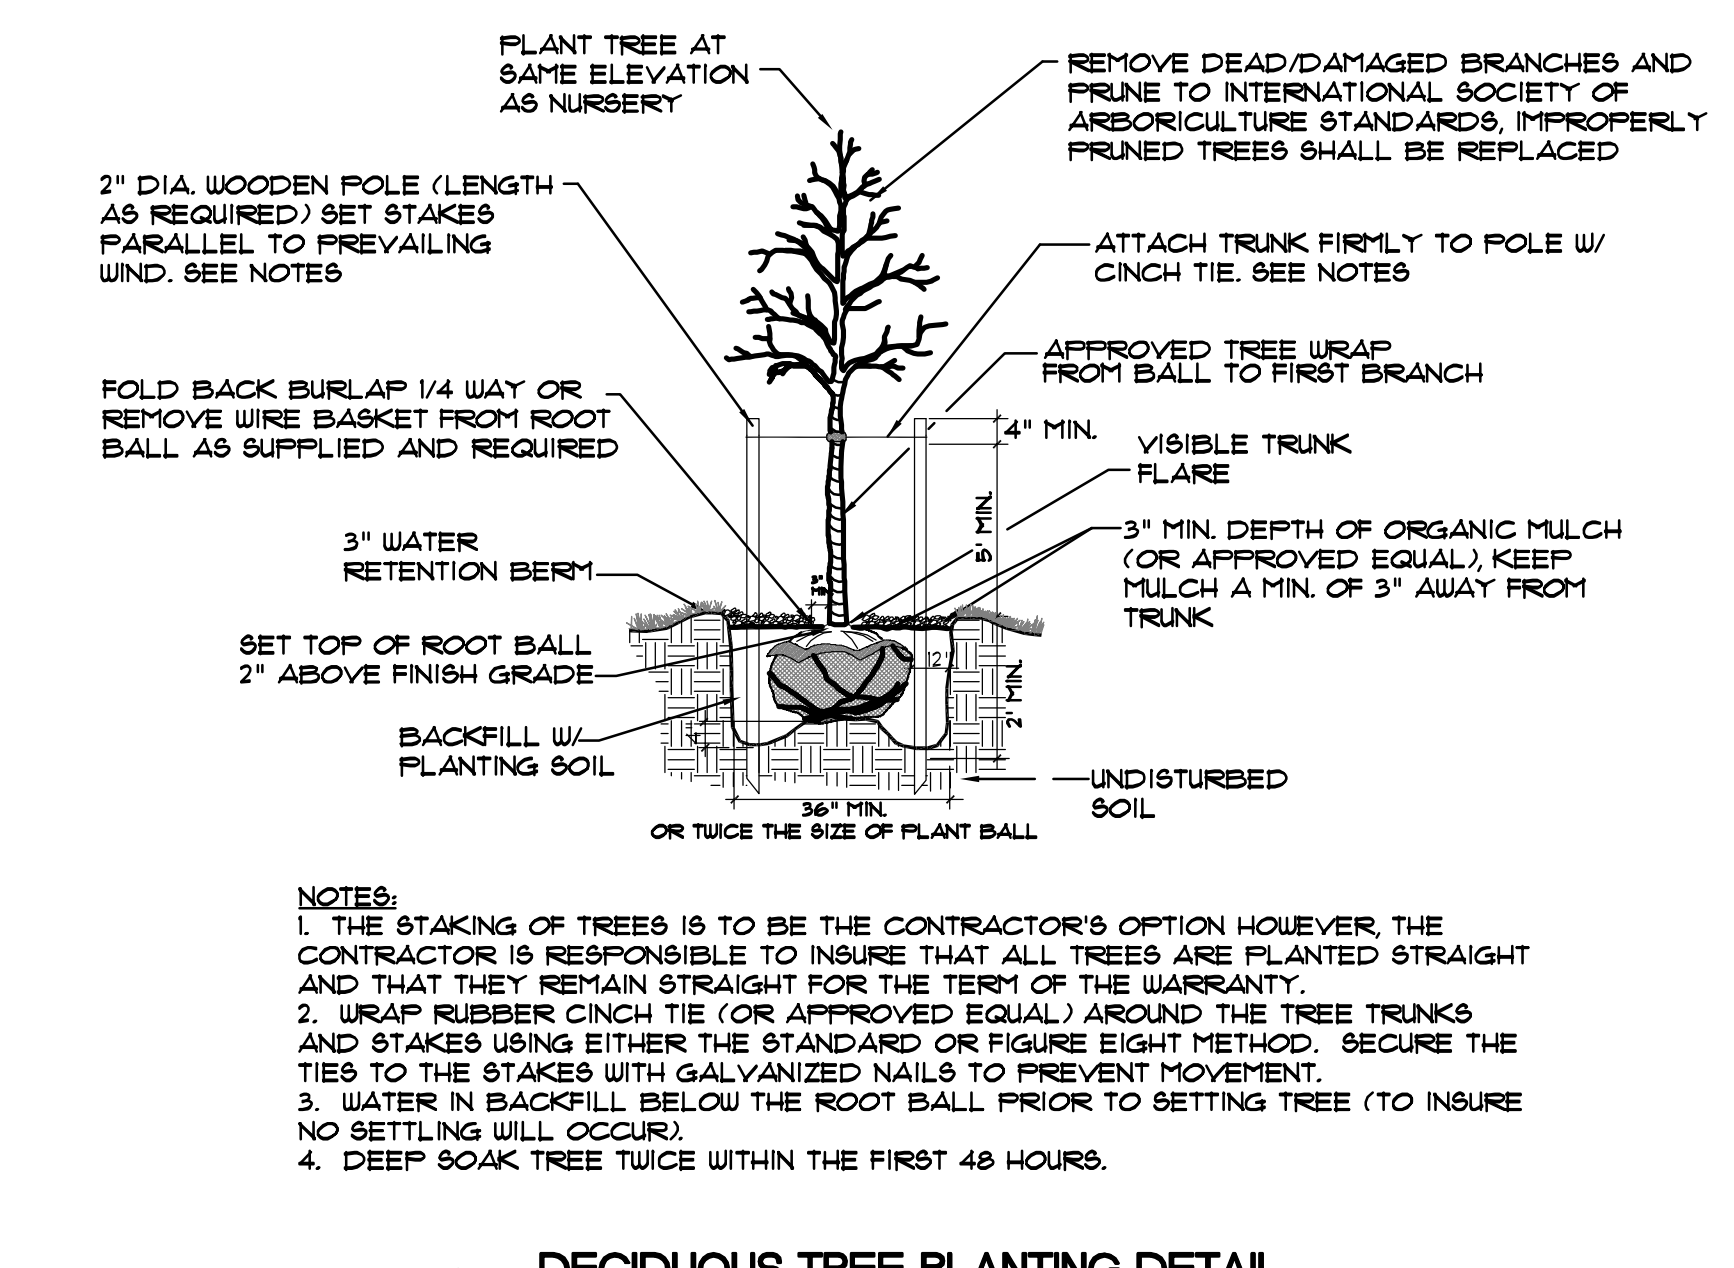 PLANT TREE AT
SAME ELEVATION
AS NURSERY
REMOVE DEAD/DAMAGED BRANCHES AND
PRUNE TO INTERNATIONAL SOCIETY OF
ARBORICULTURE STANDARDS, IMPROPERLY
PRUNED TREES SHALL BE REPLACED
2" DIA. WOODEN POLE (LENGTH
AS REQUIRED) SET STAKES
PARALLEL TO PREVAILING
WIND. SEE NOTES
ATTACH TRUNK FIRMLY TO POLE W/
CINCH TIE. SEE NOTES
APPROVED TREE WRAP
FROM BALL TO FIRST BRANCH
FOLD BACK BURLAP 1/4 WAY OR
REMOVE WIRE BASKET FROM ROOT
BALL AS SUPPLIED AND REQUIRED
4" MIN.
VISIBLE TRUNK
FLARE
5' MIN.
3" MIN. DEPTH OF ORGANIC MULCH
(OR APPROVED EQUAL), KEEP
MULCH A MIN. OF 3" AWAY FROM
TRUNK
3" WATER
RETENTION BERM
3"
MIN.
SET TOP OF ROOT BALL
2" ABOVE FINISH GRADE
2' MIN.
BACKFILL W/
PLANTING SOIL
UNDISTURBED
SOIL
36" MIN.
OR TWICE THE SIZE OF PLANT BALL
NOTES:
1. THE STAKING OF TREES IS TO BE THE CONTRACTOR'S OPTION HOWEVER, THE
CONTRACTOR IS RESPONSIBLE TO INSURE THAT ALL TREES ARE PLANTED STRAIGHT
AND THAT THEY REMAIN STRAIGHT FOR THE TERM OF THE WARRANTY.
2. WRAP RUBBER CINCH TIE (OR APPROVED EQUAL) AROUND THE TREE TRUNKS
AND STAKES USING EITHER THE STANDARD OR FIGURE EIGHT METHOD. SECURE THE
TIES TO THE STAKES WITH GALVANIZED NAILS TO PREVENT MOVEMENT.
3. WATER IN BACKFILL BELOW THE ROOT BALL PRIOR TO SETTING TREE (TO INSURE
NO SETTLING WILL OCCUR).
4. DEEP SOAK TREE TWICE WITHIN THE FIRST 48 HOURS.
DECIDUOUS TREE PLANTING DETAIL